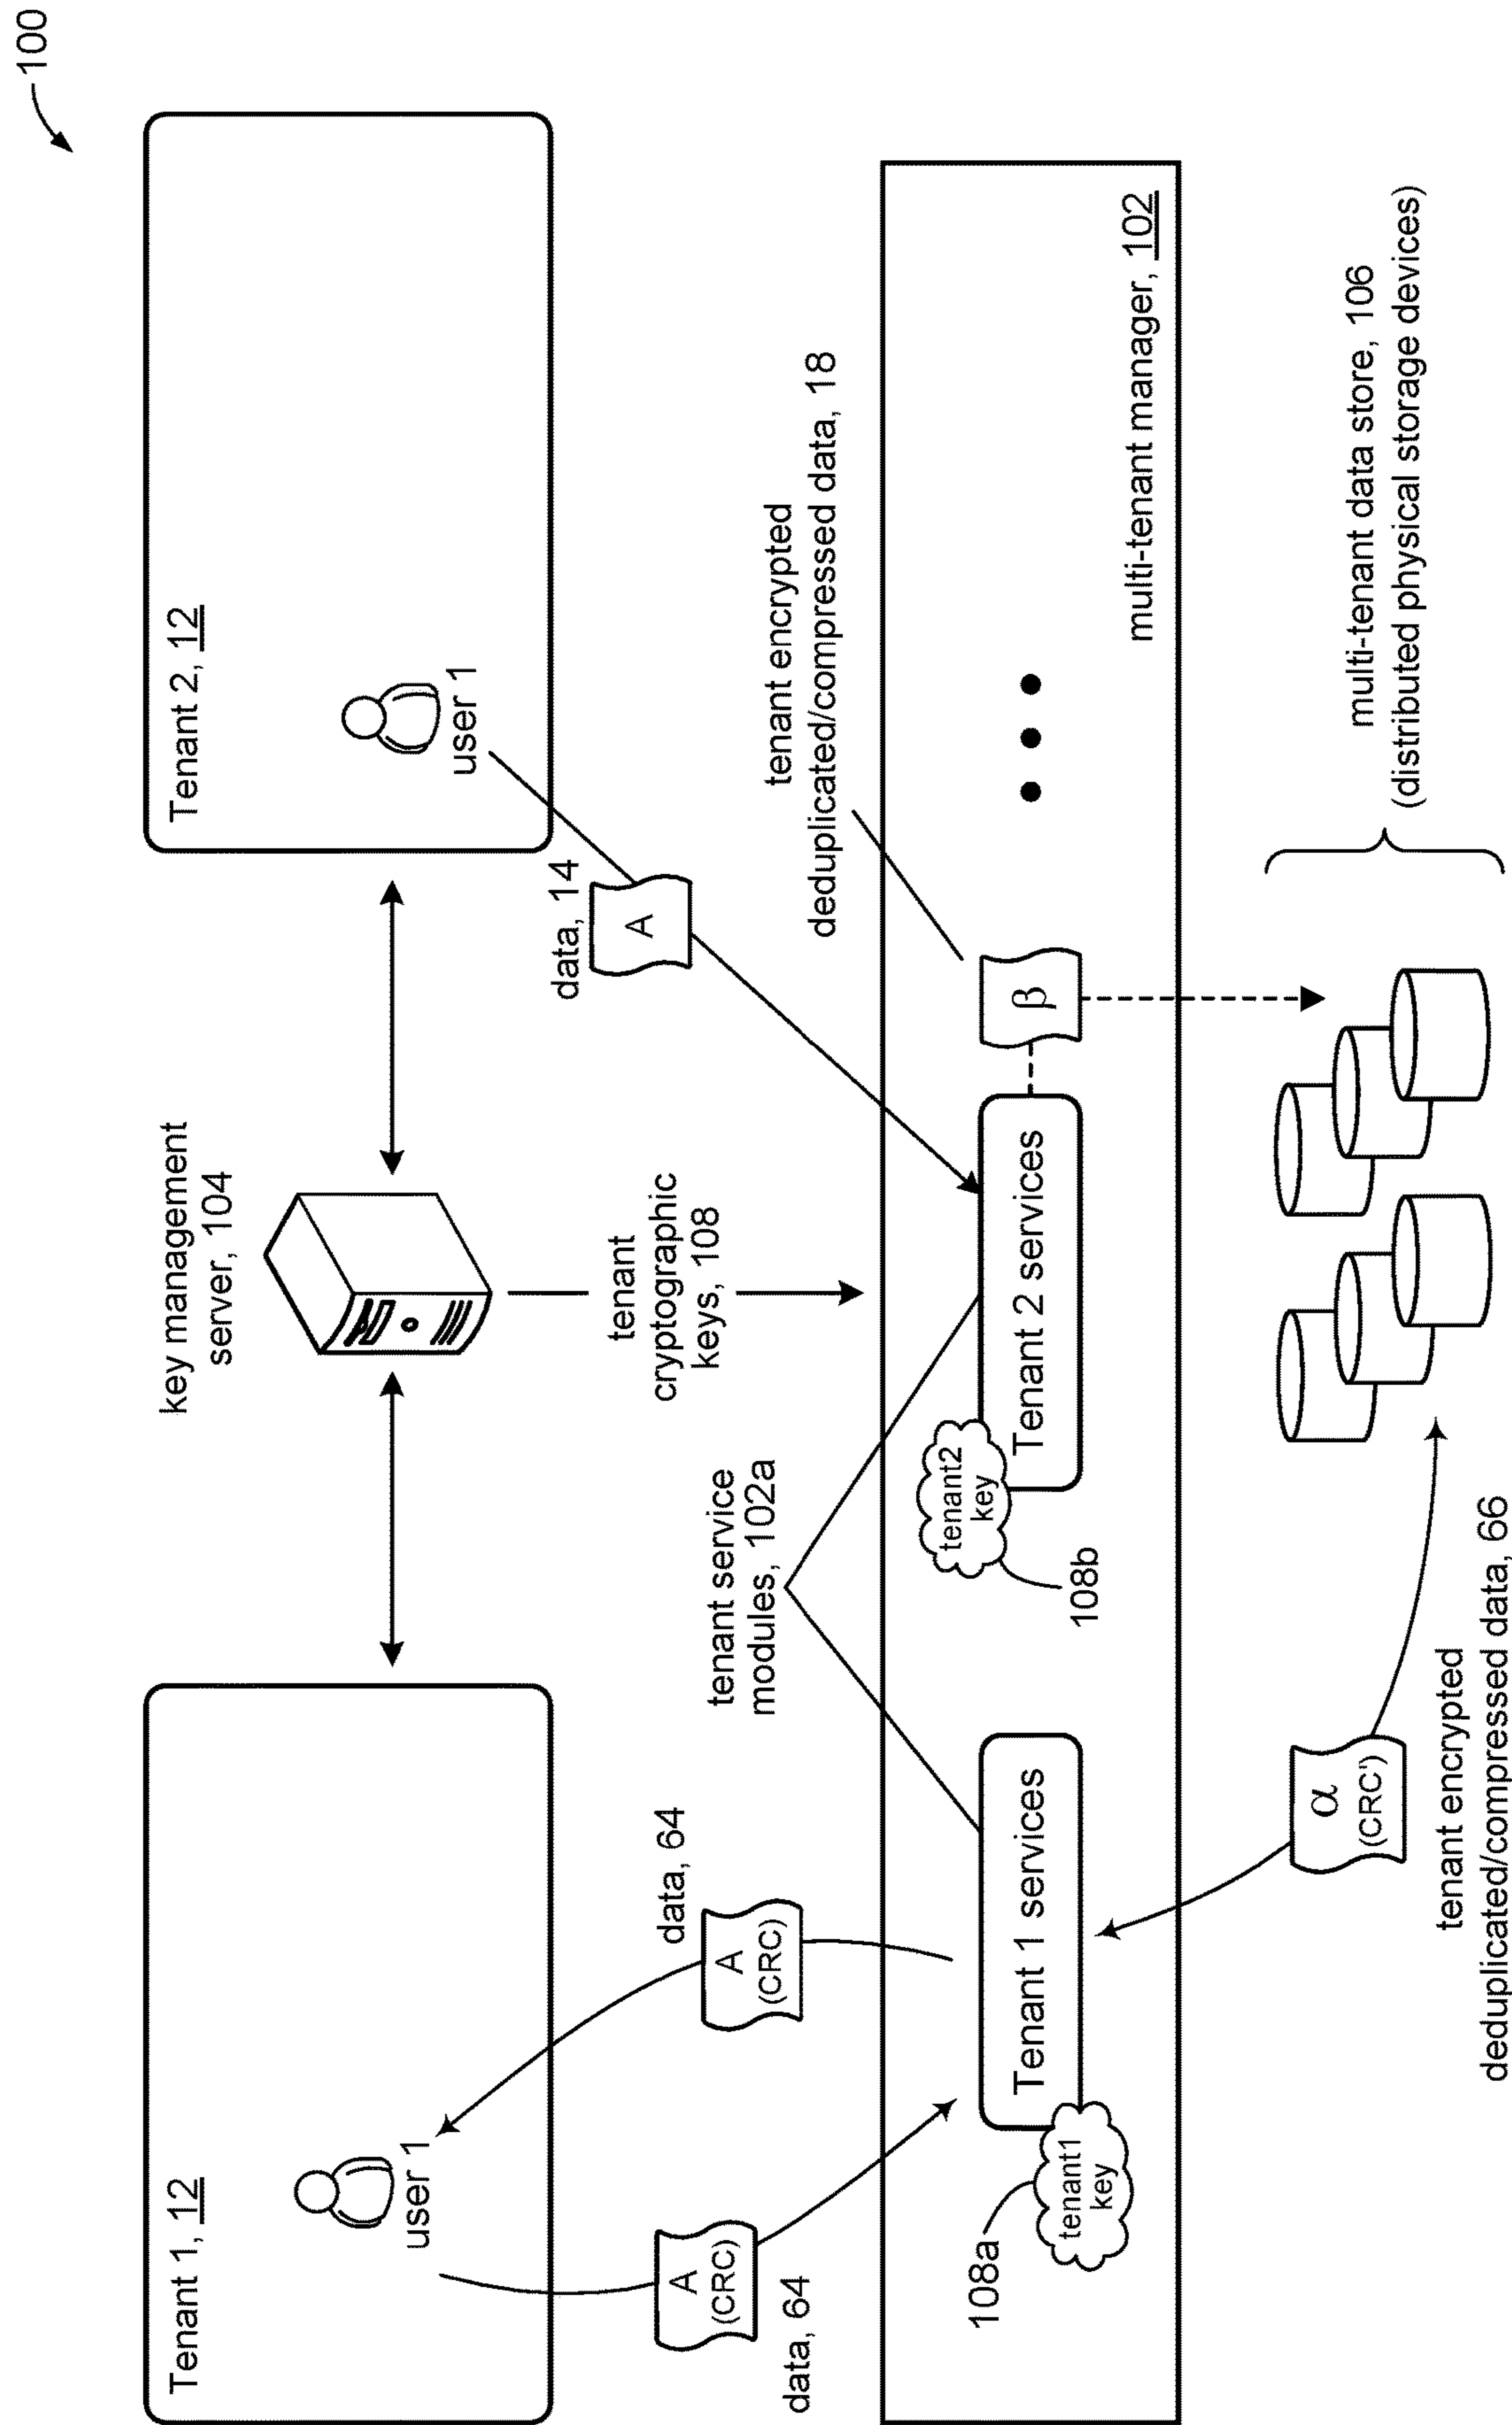 100
Tenant 1, 12
user 1
key management
server, 104
Tenant 2, 12
user 1
data, 64
A
(CRC)
data, 64
A
(CRC)
tenant
cryptographic
keys, 108
data, 14
A
tenant service
modules, 102a
tenant encrypted
deduplicated/compressed data, 18
108a
tenant1
key
Tenant 1 services
108b
tenant2
key
Tenant 2 services
β
multi-tenant manager, 102
α
(CRC')
tenant encrypted
deduplicated/compressed data, 66
multi-tenant data store, 106
(distributed physical storage devices)